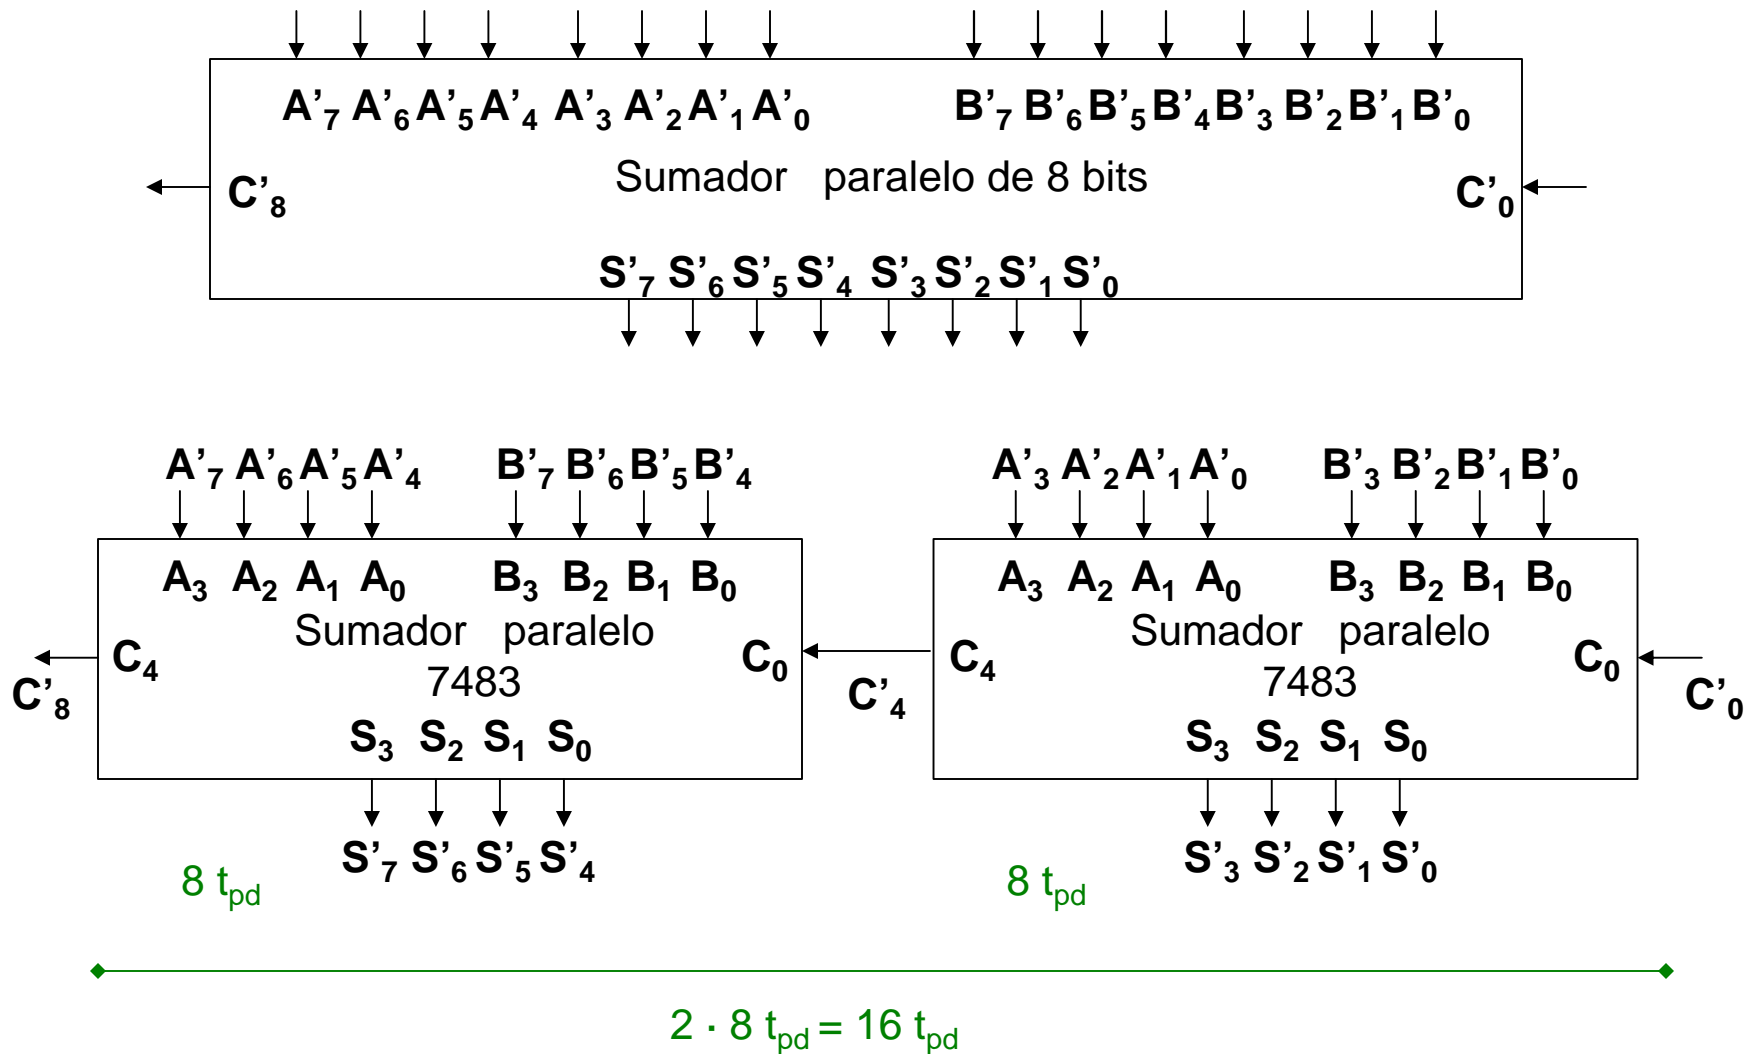 A’7 A’6 A’5 A’4 A’3 A’2 A’1 A’0 B’7 B’6 B’5 B’4 B’3 B’2 B’1 B’0
Sumador paralelo de 8 bits
C’8 C’0
S’7 S’6 S’5 S’4 S’3 S’2 S’1 S’0
A’7 A’6 A’5 A’4 B’7 B’6 B’5 B’4
A3 A2 A1 A0 B3 B2 B1 B0
Sumador paralelo
7483
C4 C0
C’8
S3 S2 S1 S0
S’7 S’6 S’5 S’4
8 tpd
C’4
A’3 A’2 A’1 A’0 B’3 B’2 B’1 B’0
A3 A2 A1 A0 B3 B2 B1 B0
Sumador paralelo
7483
C4 C0
C’0
S3 S2 S1 S0
S’3 S’2 S’1 S’0
8 tpd
2 · 8 tpd = 16 tpd